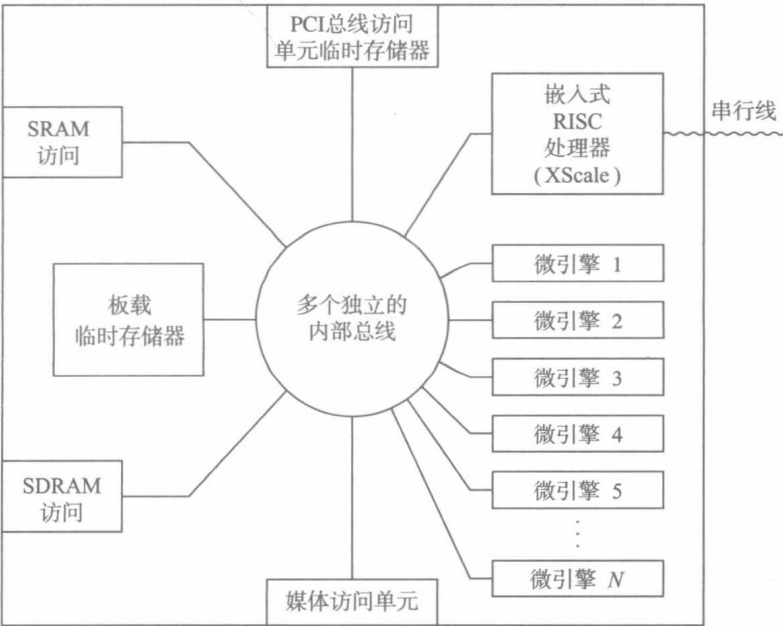 PCI总线访问
单元临时存储器
SRAM
访问
嵌入式
RISC
处理器
(XScale)
串行线
板载
临时存储器
多个独立的
内部总线
微引擎 1
微引擎 2
微引擎 3
微引擎 4
微引擎 5
⋮
微引擎 N
SDRAM
访问
媒体访问单元